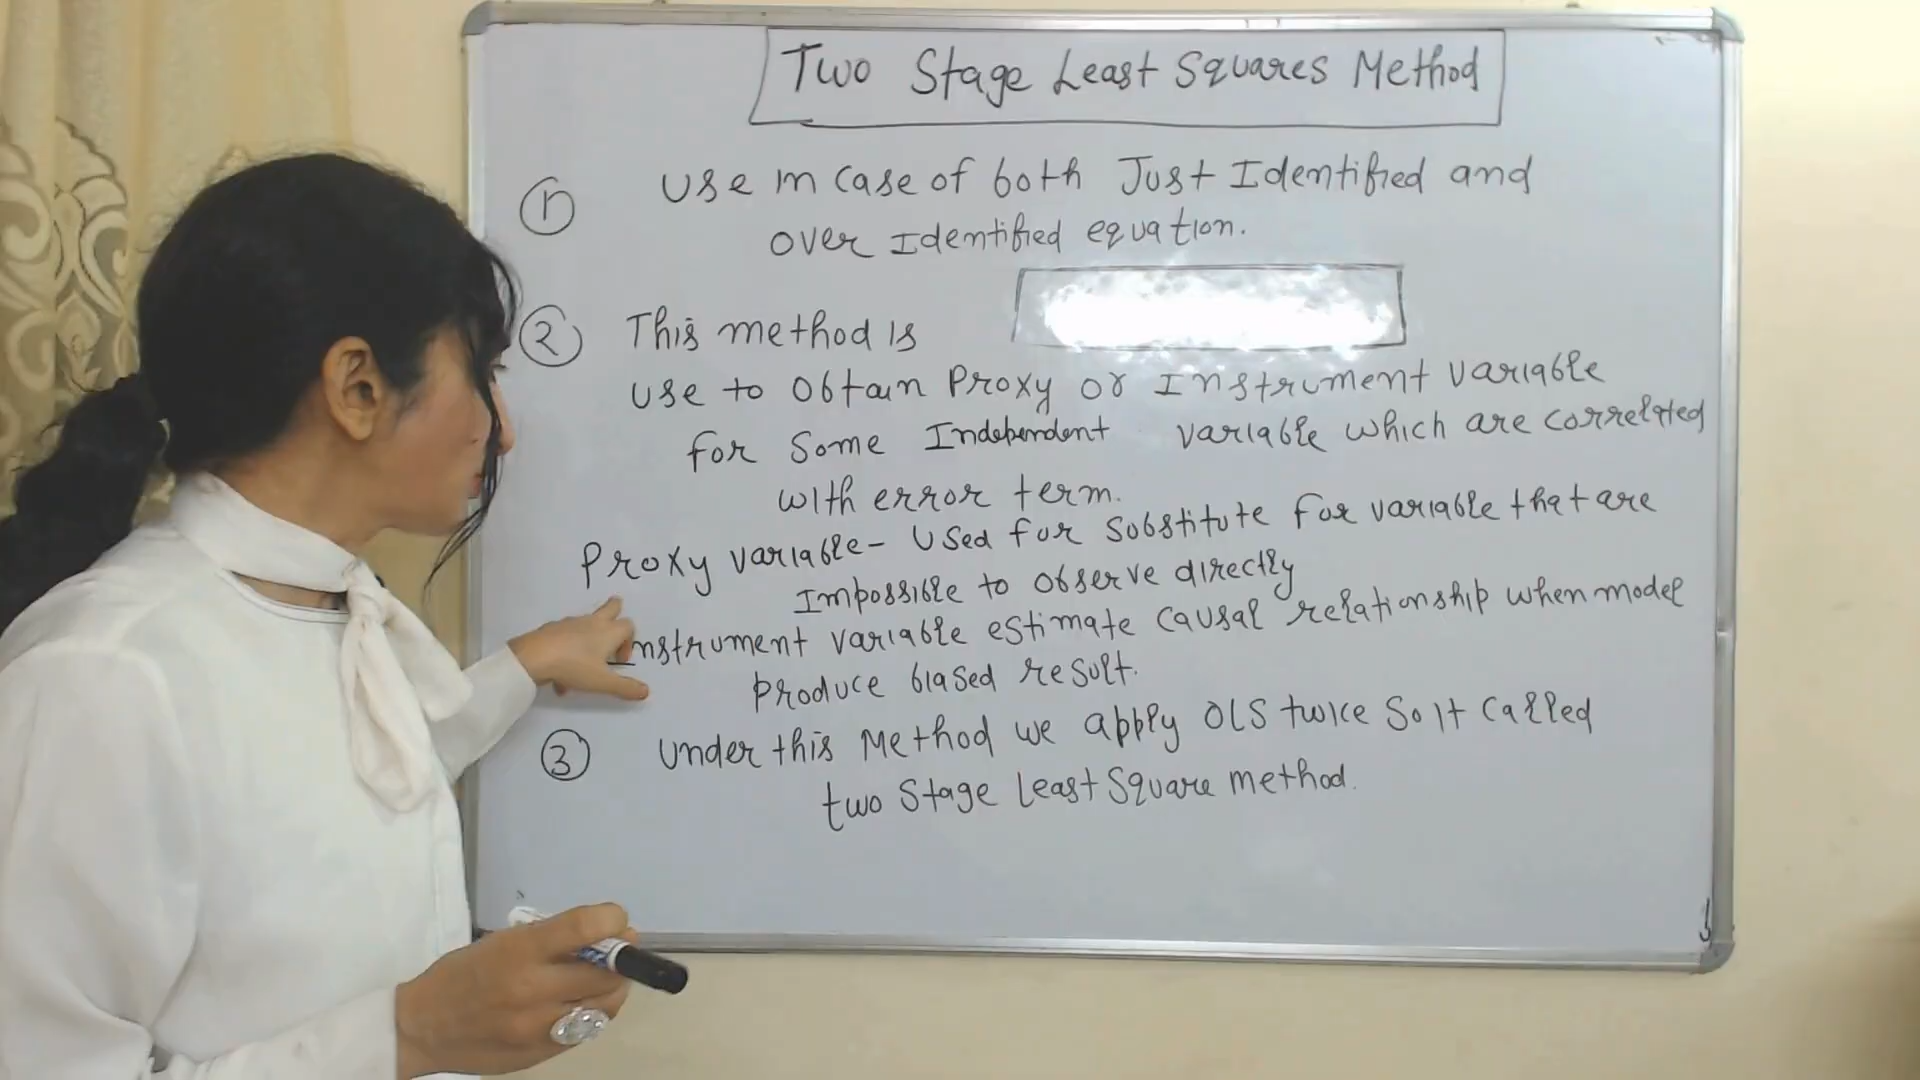 Two Stage Least Squares Method
① Use in case of both Just Identified and
over Identified equation.
② This method is
use to obtain Proxy or Instrument variable
for some Independent variable which are correlated
with error term.
Proxy variable- used for substitute for variable that are
Impossible to observe directly
Instrument variable estimate causal relationship when model
produce biased result.
③ Under this Method we apply OLS twice so it called
two stage least square method.
3